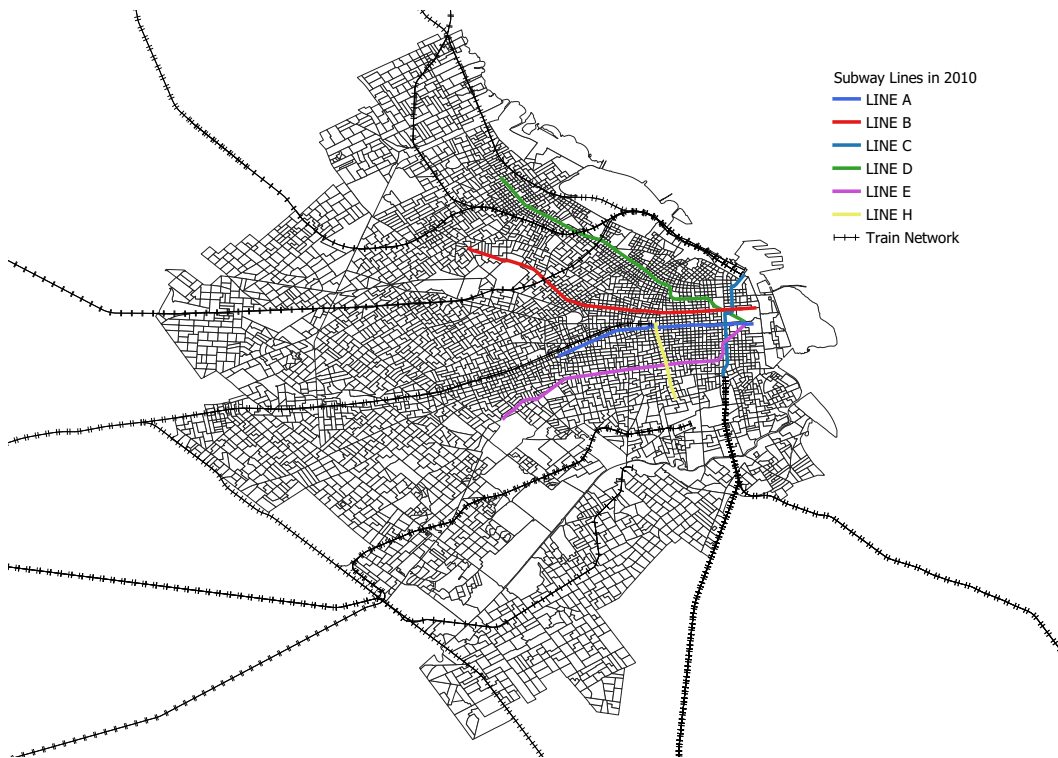 Subway Lines in 2010
LINE A
LINE B
LINE C
LINE D
LINE E
LINE H
Train Network